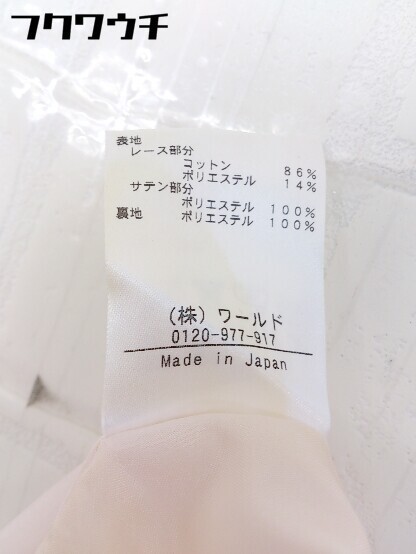 フクワウチ
表地
レース部分
コットン 86%
ポリエステル 14%
サテン部分
ポリエステル 100%
裏地 ポリエステル 100%
(株) ワールド
0120-977-917
Made in Japan